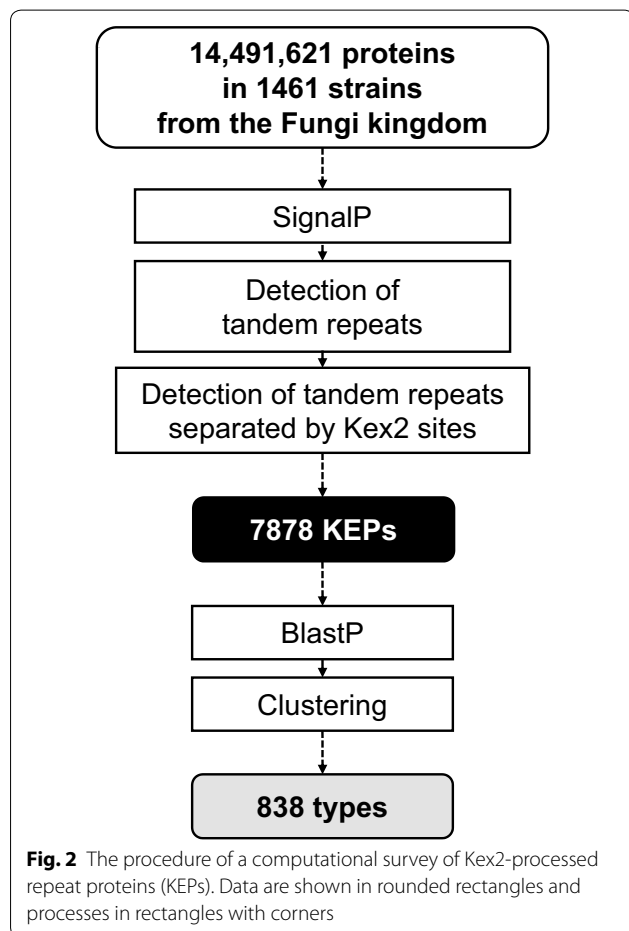 14,491,621 proteins
in 1461 strains
from the Fungi kingdom
SignalP
Detection of
tandem repeats
Detection of tandem repeats
separated by Kex2 sites
7878 KEPs
BlastP
Clustering
838 types
Fig. 2 The procedure of a computational survey of Kex2-processed
repeat proteins (KEPs). Data are shown in rounded rectangles and
processes in rectangles with corners